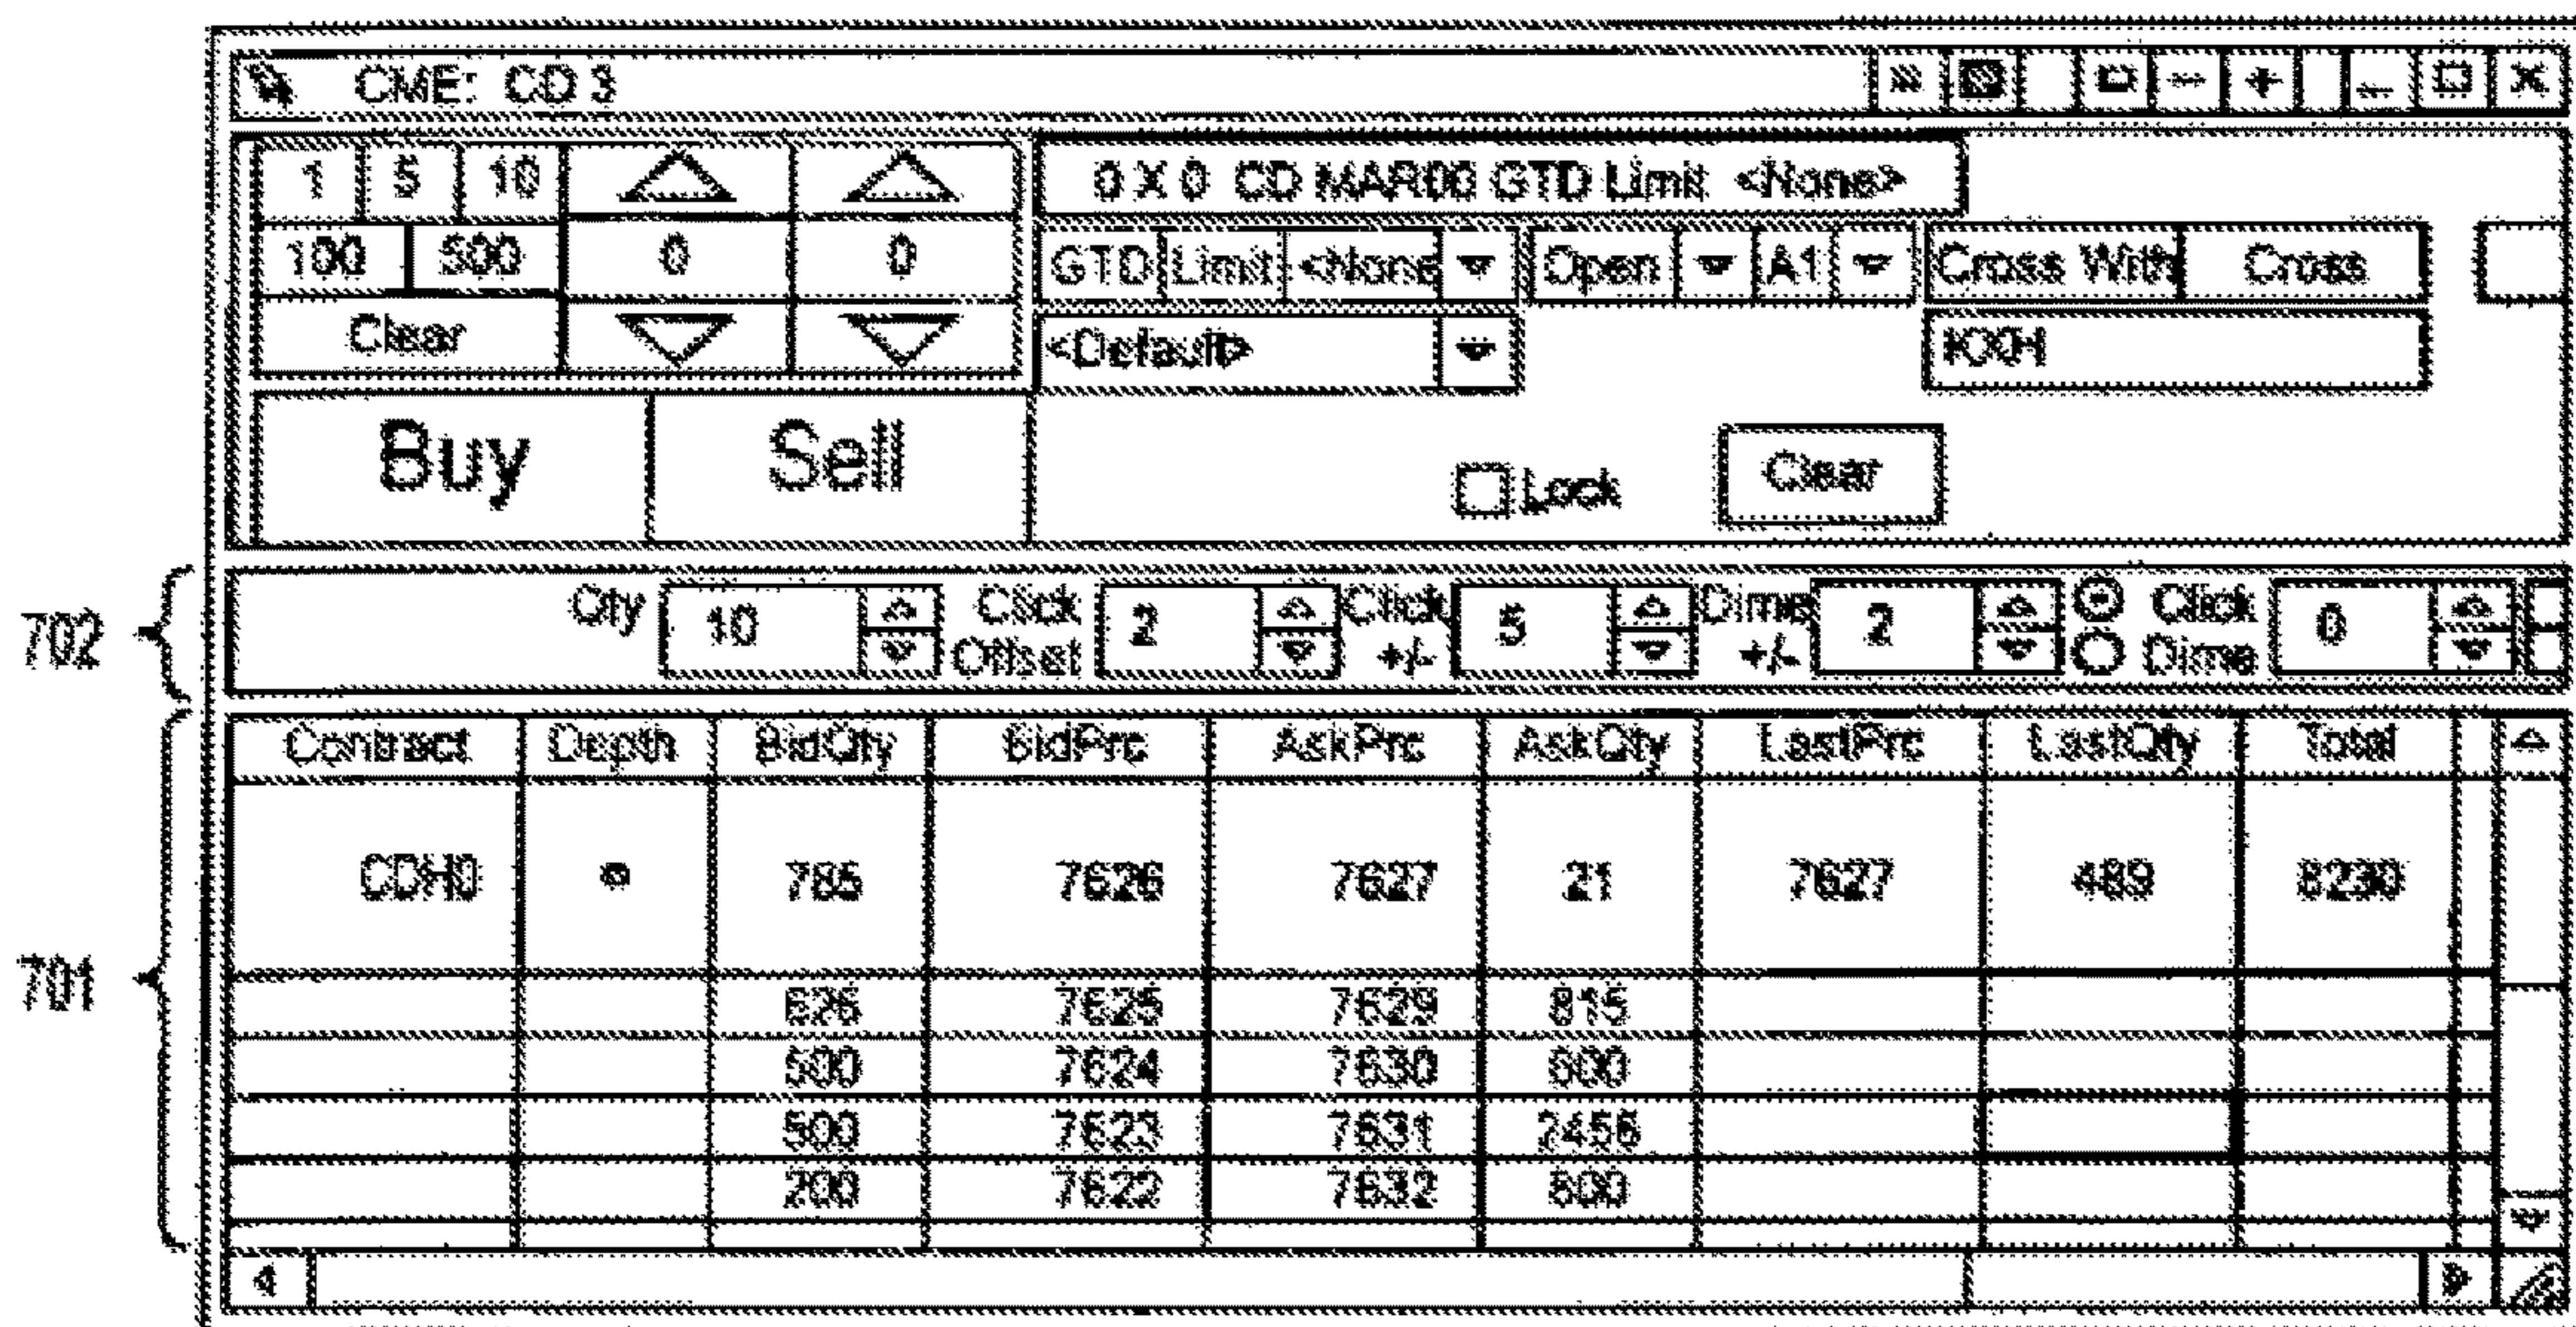 CME: CD 3
1 5 10
0 X 0 CD MAR00 GTD Limit <None>
100 500 0 0
GTD Limit <None Open A1 Cross With Cross
Clear
<Default>
KXH
Buy Sell
Lock Clear
702
Qty 10 Click Offset 2 Click +/- 5 Dime +/- 2 Click Dime 0
701
Contract Depth BidQty BidPrc AskPrc AskQty LastPrc LastQty Total
CDH0 785 7626 7627 21 7627 489 8230
626 7625 7629 815
500 7624 7630 600
500 7623 7631 2456
200 7622 7632 800